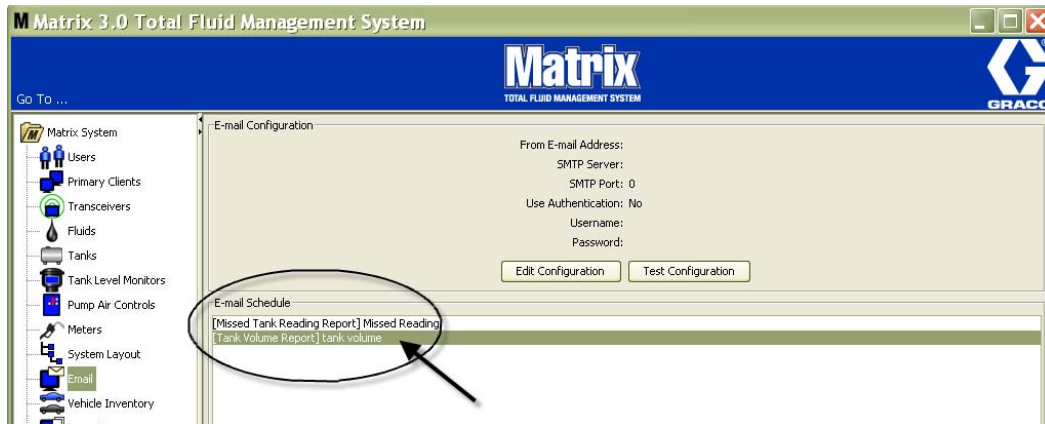 M Matrix 3.0 Total Fluid Management System
Matrix
TOTAL FLUID MANAGEMENT SYSTEM
GRACO
Go To ...
Matrix System
Users
Primary Clients
Transceivers
Fluids
Tanks
Tank Level Monitors
Pump Air Controls
Meters
System Layout
Email
Vehicle Inventory
E-mail Configuration
From E-mail Address:
SMTP Server:
SMTP Port: 0
Use Authentication: No
Username:
Password:
Edit Configuration Test Configuration
E-mail Schedule
[Missed Tank Reading Report] Missed Reading
[Tank Volume Report] tank volume